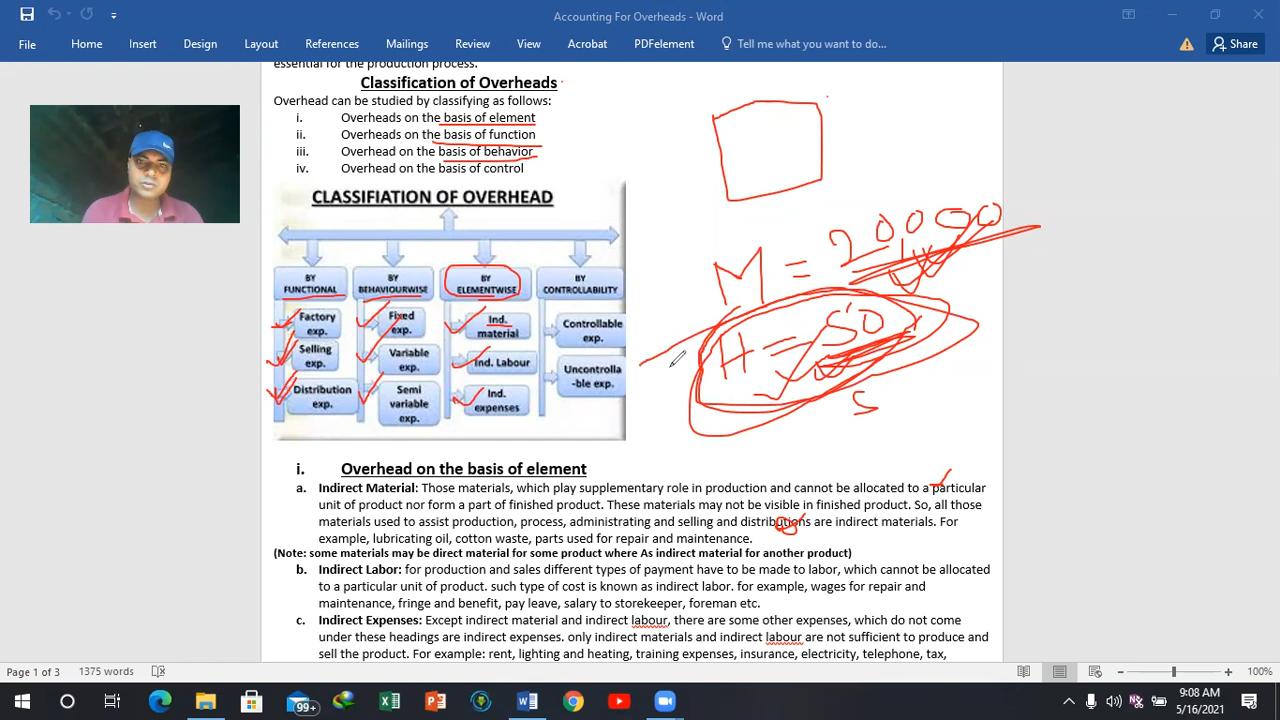 Accounting For Overheads - Word
Share
File Home Insert Design Layout References Mailings Review View Acrobat PDFelement Tell me what you want to do...
essential for the production process.
Classification of Overheads
Overhead can be studied by classifying as follows:
i. Overheads on the basis of element
ii. Overheads on the basis of function
iii. Overhead on the basis of behavior
iv. Overhead on the basis of control
CLASSIFIATION OF OVERHEAD
BY FUNCTIONAL
BY BEHAVIOURWISE
BY ELEMENTWISE
BY CONTROLLABILITY
Factory exp.
Selling exp.
Distribution exp.
Fixed exp.
Variable exp.
Semi variable exp.
Ind. material
Ind. Labour
Ind. expenses
Controllable exp.
Uncontrolla -ble exp.
M = 20,000
H = 50
S
i. Overhead on the basis of element
a. Indirect Material: Those materials, which play supplementary role in production and cannot be allocated to a particular
unit of product nor form a part of finished product. These materials may not be visible in finished product. So, all those
materials used to assist production, process, administrating and selling and distributions are indirect materials. For
example, lubricating oil, cotton waste, parts used for repair and maintenance.
(Note: some materials may be direct material for some product where As indirect material for another product)
b. Indirect Labor: for production and sales different types of payment have to be made to labor, which cannot be allocated
to a particular unit of product. such type of cost is known as indirect labor. for example, wages for repair and
maintenance, fringe and benefit, pay leave, salary to storekeeper, foreman etc.
c. Indirect Expenses: Except indirect material and indirect labour, there are some other expenses, which do not come
under these headings are indirect expenses. only indirect materials and indirect labour are not sufficient to produce and
sell the product. For example: rent, lighting and heating, training expenses, insurance, electricity, telephone, tax,
Page 1 of 3 1375 words 100%
99+
9:08 AM
5/16/2021